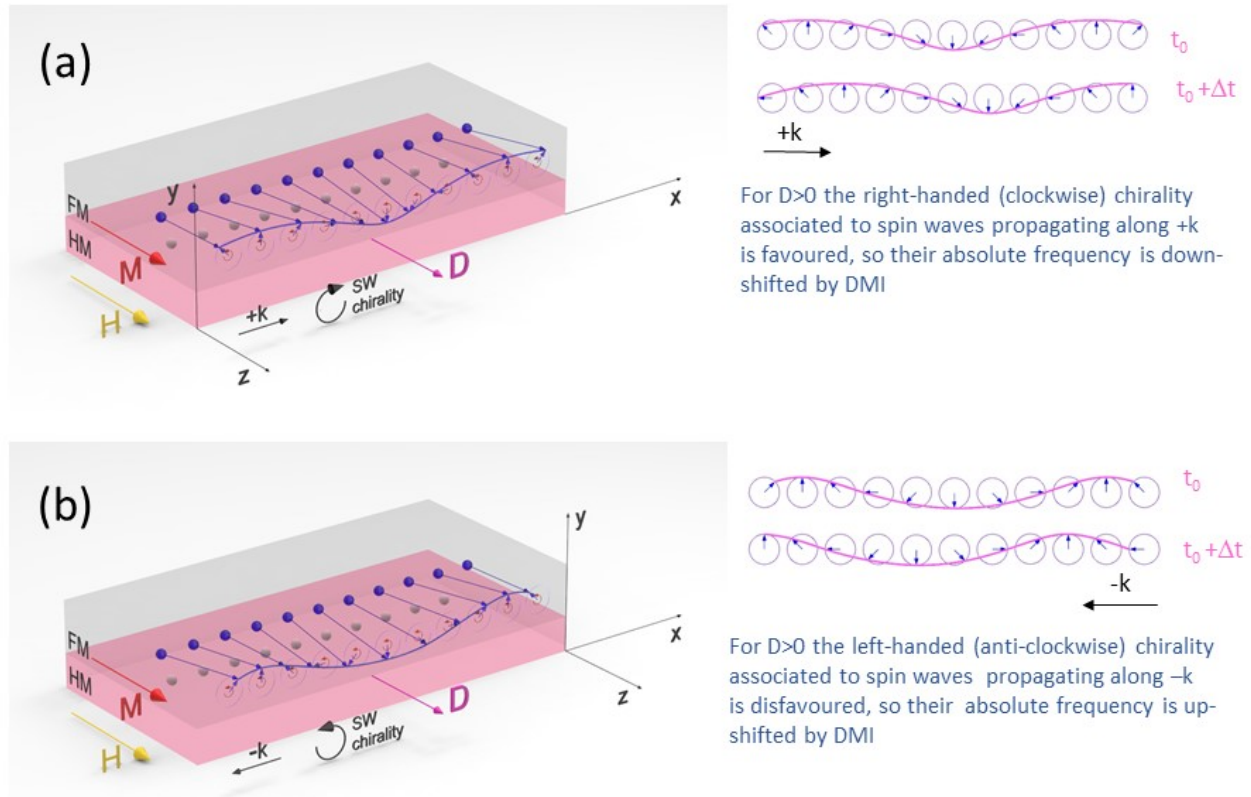 (a)
y
x
FM
HM
M
H
D
+k
SW
chirality
z
t0
t0+Δt
+k
For D>0 the right-handed (clockwise) chirality
associated to spin waves propagating along +k
is favoured, so their absolute frequency is down-
shifted by DMI
(b)
y
x
z
FM
HM
M
H
D
-k
SW
chirality
t0
t0+Δt
-k
For D>0 the left-handed (anti-clockwise) chirality
associated to spin waves propagating along –k
is disfavoured, so their absolute frequency is up-
shifted by DMI